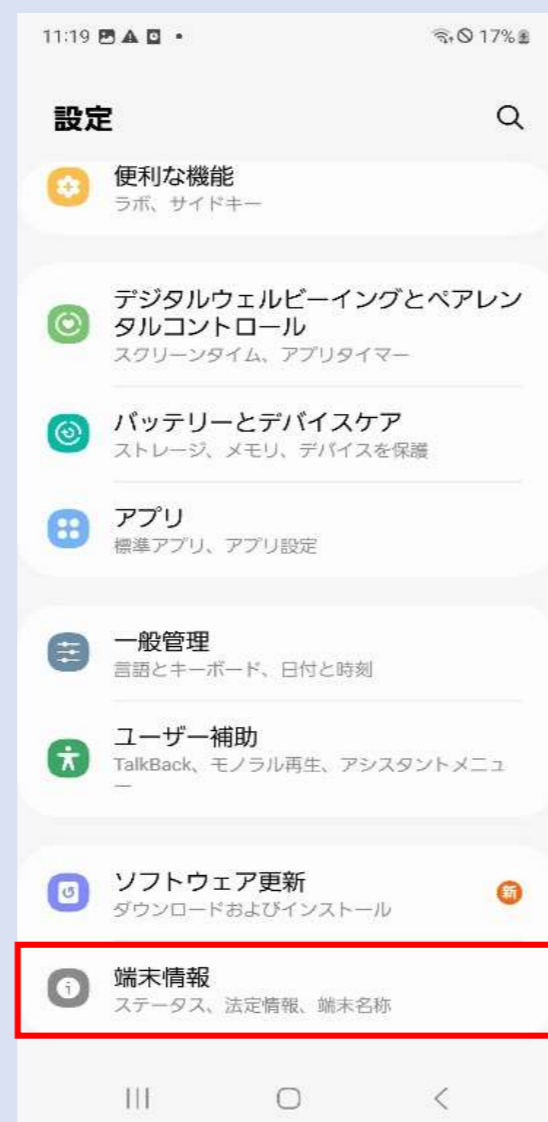 11:19
17%
設定
便利な機能
ラボ、サイドキー
デジタルウェルビーイングとペアレン
タルコントロール
スクリーンタイム、アプリタイマー
バッテリーとデバイスケア
ストレージ、メモリ、デバイスを保護
アプリ
標準アプリ、アプリ設定
一般管理
言語とキーボード、日付と時刻
ユーザー補助
TalkBack、モノラル再生、アシスタントメニュ
ー
ソフトウェア更新
新
ダウンロードおよびインストール
端末情報
ステータス、法定情報、端末名称